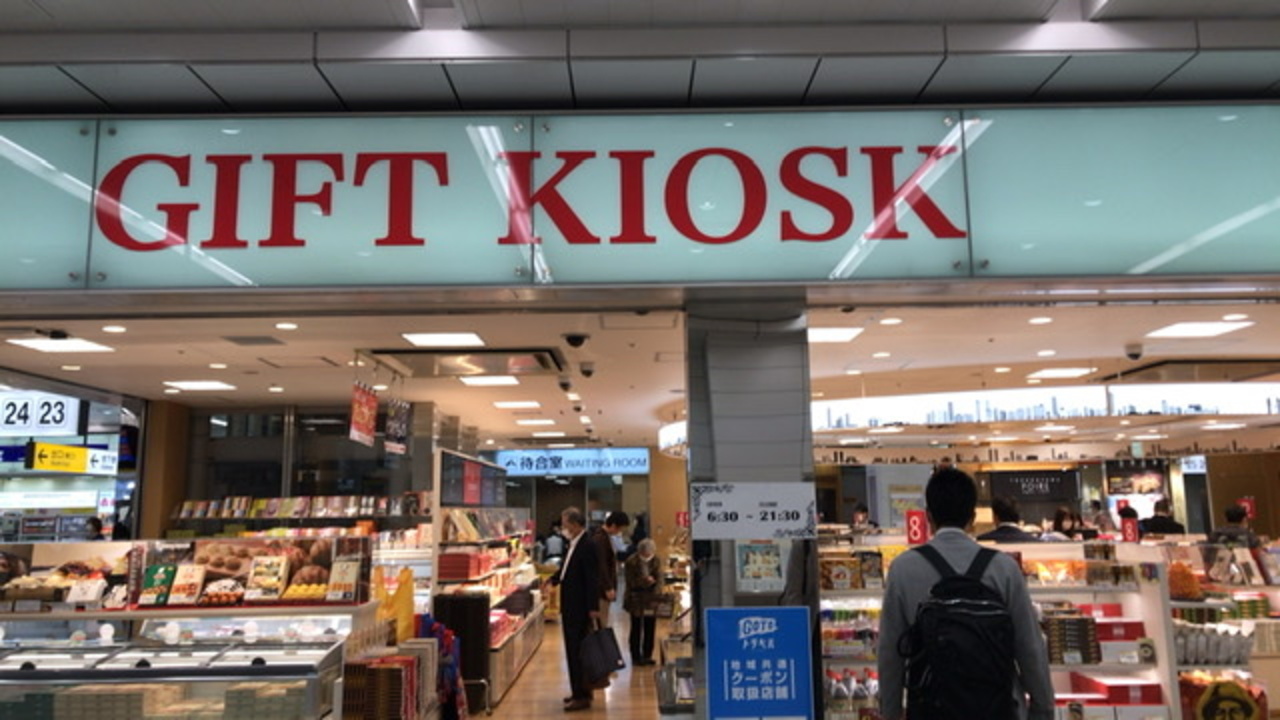 GIFT KIOSK
24 23
待合室 WAITING ROOM
6:30 ~ 21:30
8
8
GoTo
トラベル
地域共通
クーポン
取扱店舗